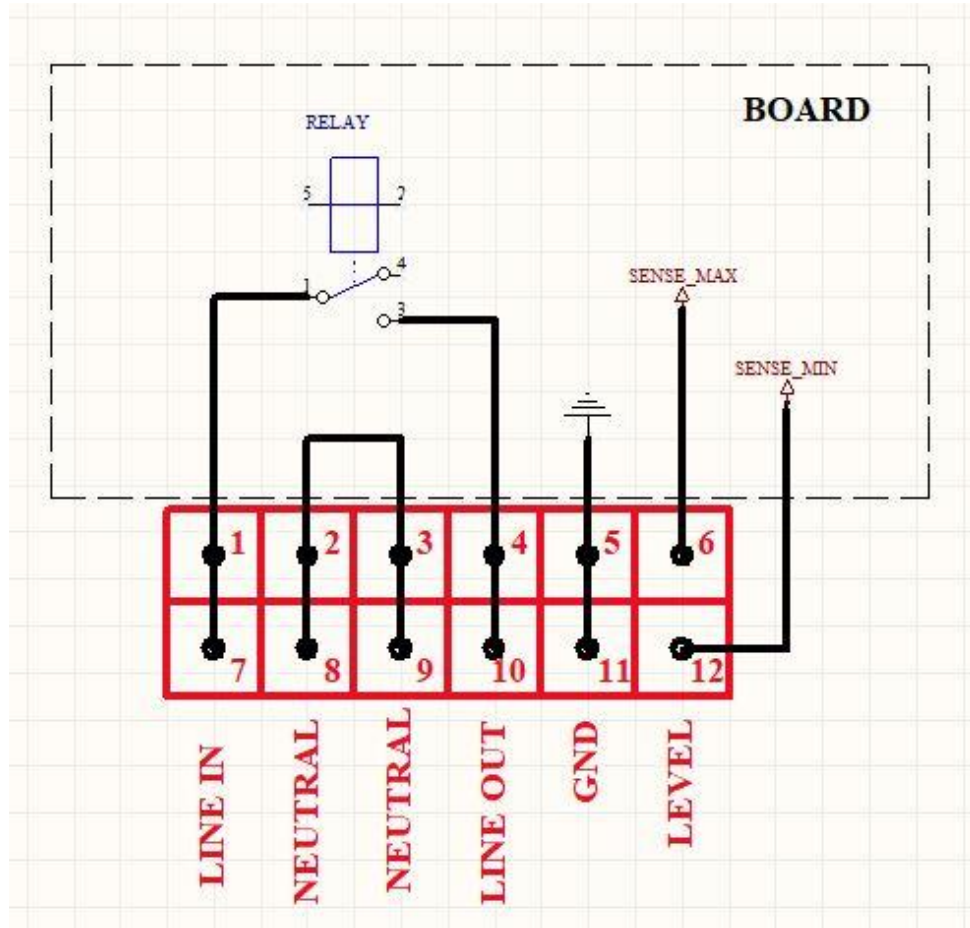 BOARD
RELAY
5 2
4
1
3
SENSE_MAX
SENSE_MIN
1 2 3 4 5 6
7 8 9 10 11 12
LINE IN
NEUTRAL
NEUTRAL
LINE OUT
GND
LEVEL